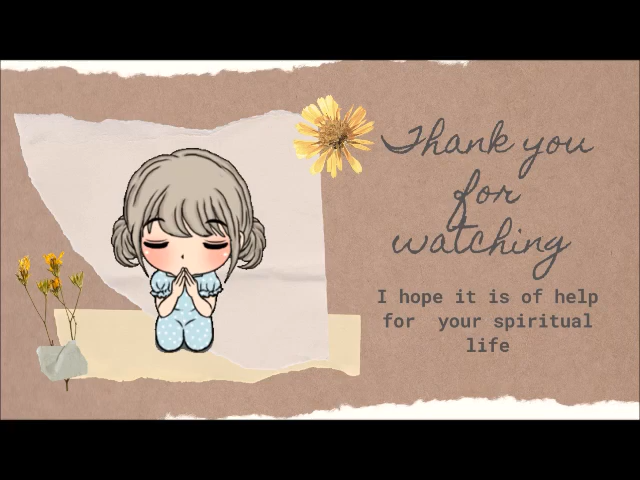 Thank you
for
watching
I hope it is of help
for  your spiritual
life